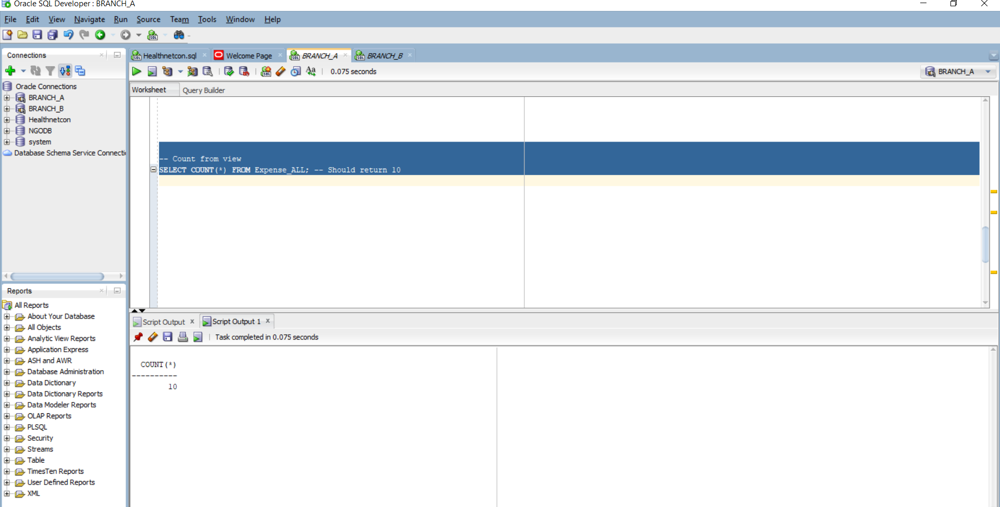 Oracle SQL Developer : BRANCH_A
File Edit View Navigate Run Source Team Tools Window Help
Connections
Oracle Connections
BRANCH_A
BRANCH_B
Healthnetcon
NGODB
system
Database Schema Service Connecti
Reports
All Reports
About Your Database
All Objects
Analytic View Reports
Application Express
ASH and AWR
Database Administration
Data Dictionary
Data Dictionary Reports
Data Modeler Reports
OLAP Reports
PLSQL
Security
Streams
Table
TimesTen Reports
User Defined Reports
XML
Healthnetcon.sql Welcome Page BRANCH_A BRANCH_B
0.075 seconds BRANCH_A
Worksheet Query Builder
-- Count from view
SELECT COUNT(*) FROM Expense_ALL; -- Should return 10
Script Output x Script Output 1 x
Task completed in 0.075 seconds
COUNT(*)
----------
10